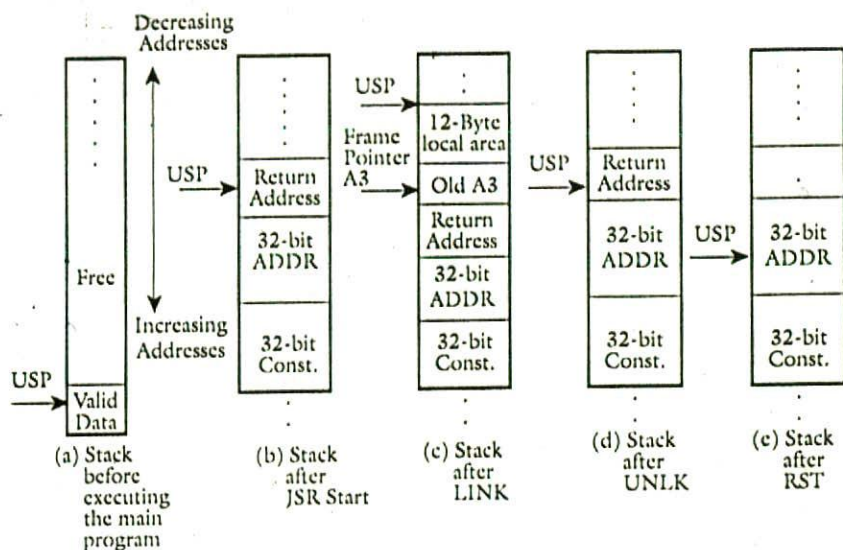 Decreasing
Addresses
Free
Increasing
Addresses
USP
Valid
Data
(a) Stack
before
executing
the main
program
USP
Return
Address
32-bit
ADDR
32-bit
Const.
(b) Stack
after
JSR Start
USP
Frame
Pointer
A3
12-Byte
local area
Old A3
Return
Address
32-bit
ADDR
32-bit
Const.
(c) Stack
after
LINK
USP
Return
Address
32-bit
ADDR
32-bit
Const.
(d) Stack
after
UNLK
USP
32-bit
ADDR
32-bit
Const.
(e) Stack
after
RST